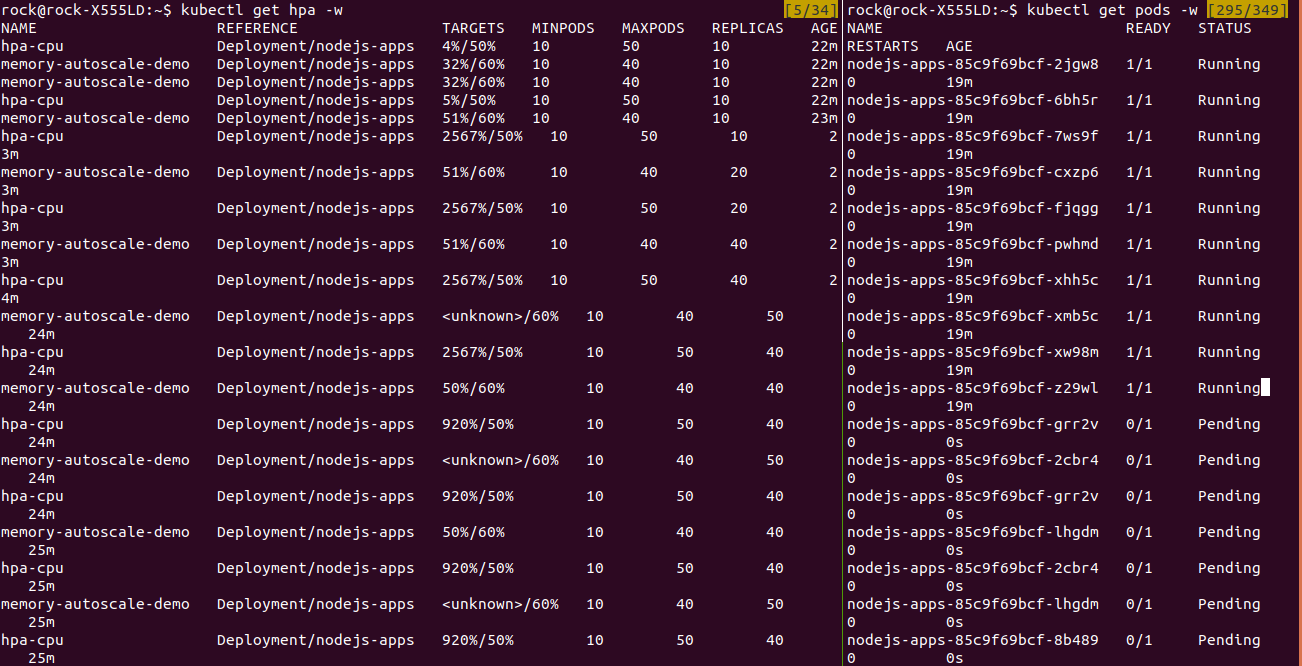 rock@rock-X555LD:~$ kubectl get hpa -w [5/34]
NAME REFERENCE TARGETS MINPODS MAXPODS REPLICAS AGE
hpa-cpu Deployment/nodejs-apps 4%/50% 10 50 10 22m
memory-autoscale-demo Deployment/nodejs-apps 32%/60% 10 40 10 22m
memory-autoscale-demo Deployment/nodejs-apps 32%/60% 10 40 10 22m
hpa-cpu Deployment/nodejs-apps 5%/50% 10 50 10 22m
memory-autoscale-demo Deployment/nodejs-apps 51%/60% 10 40 10 23m
hpa-cpu Deployment/nodejs-apps 2567%/50% 10 50 10 2
3m
memory-autoscale-demo Deployment/nodejs-apps 51%/60% 10 40 20 2
3m
hpa-cpu Deployment/nodejs-apps 2567%/50% 10 50 20 2
3m
memory-autoscale-demo Deployment/nodejs-apps 51%/60% 10 40 40 2
3m
hpa-cpu Deployment/nodejs-apps 2567%/50% 10 50 40 2
4m
memory-autoscale-demo Deployment/nodejs-apps <unknown>/60% 10 40 50
24m
hpa-cpu Deployment/nodejs-apps 2567%/50% 10 50 40
24m
memory-autoscale-demo Deployment/nodejs-apps 50%/60% 10 40 40
24m
hpa-cpu Deployment/nodejs-apps 920%/50% 10 50 40
24m
memory-autoscale-demo Deployment/nodejs-apps <unknown>/60% 10 40 50
24m
hpa-cpu Deployment/nodejs-apps 920%/50% 10 50 40
24m
memory-autoscale-demo Deployment/nodejs-apps 50%/60% 10 40 40
25m
hpa-cpu Deployment/nodejs-apps 920%/50% 10 50 40
25m
memory-autoscale-demo Deployment/nodejs-apps <unknown>/60% 10 40 50
25m
hpa-cpu Deployment/nodejs-apps 920%/50% 10 50 40
25m
rock@rock-X555LD:~$ kubectl get pods -w [295/349]
NAME READY STATUS
RESTARTS AGE
nodejs-apps-85c9f69bcf-2jgw8 1/1 Running
0 19m
nodejs-apps-85c9f69bcf-6bh5r 1/1 Running
0 19m
nodejs-apps-85c9f69bcf-7ws9f 1/1 Running
0 19m
nodejs-apps-85c9f69bcf-cxzp6 1/1 Running
0 19m
nodejs-apps-85c9f69bcf-fjqgg 1/1 Running
0 19m
nodejs-apps-85c9f69bcf-pwhmd 1/1 Running
0 19m
nodejs-apps-85c9f69bcf-xhh5c 1/1 Running
0 19m
nodejs-apps-85c9f69bcf-xmb5c 1/1 Running
0 19m
nodejs-apps-85c9f69bcf-xw98m 1/1 Running
0 19m
nodejs-apps-85c9f69bcf-z29wl 1/1 Running
0 19m
nodejs-apps-85c9f69bcf-grr2v 0/1 Pending
0 0s
nodejs-apps-85c9f69bcf-2cbr4 0/1 Pending
0 0s
nodejs-apps-85c9f69bcf-grr2v 0/1 Pending
0 0s
nodejs-apps-85c9f69bcf-lhgdm 0/1 Pending
0 0s
nodejs-apps-85c9f69bcf-2cbr4 0/1 Pending
0 0s
nodejs-apps-85c9f69bcf-lhgdm 0/1 Pending
0 0s
nodejs-apps-85c9f69bcf-8b489 0/1 Pending
0 0s